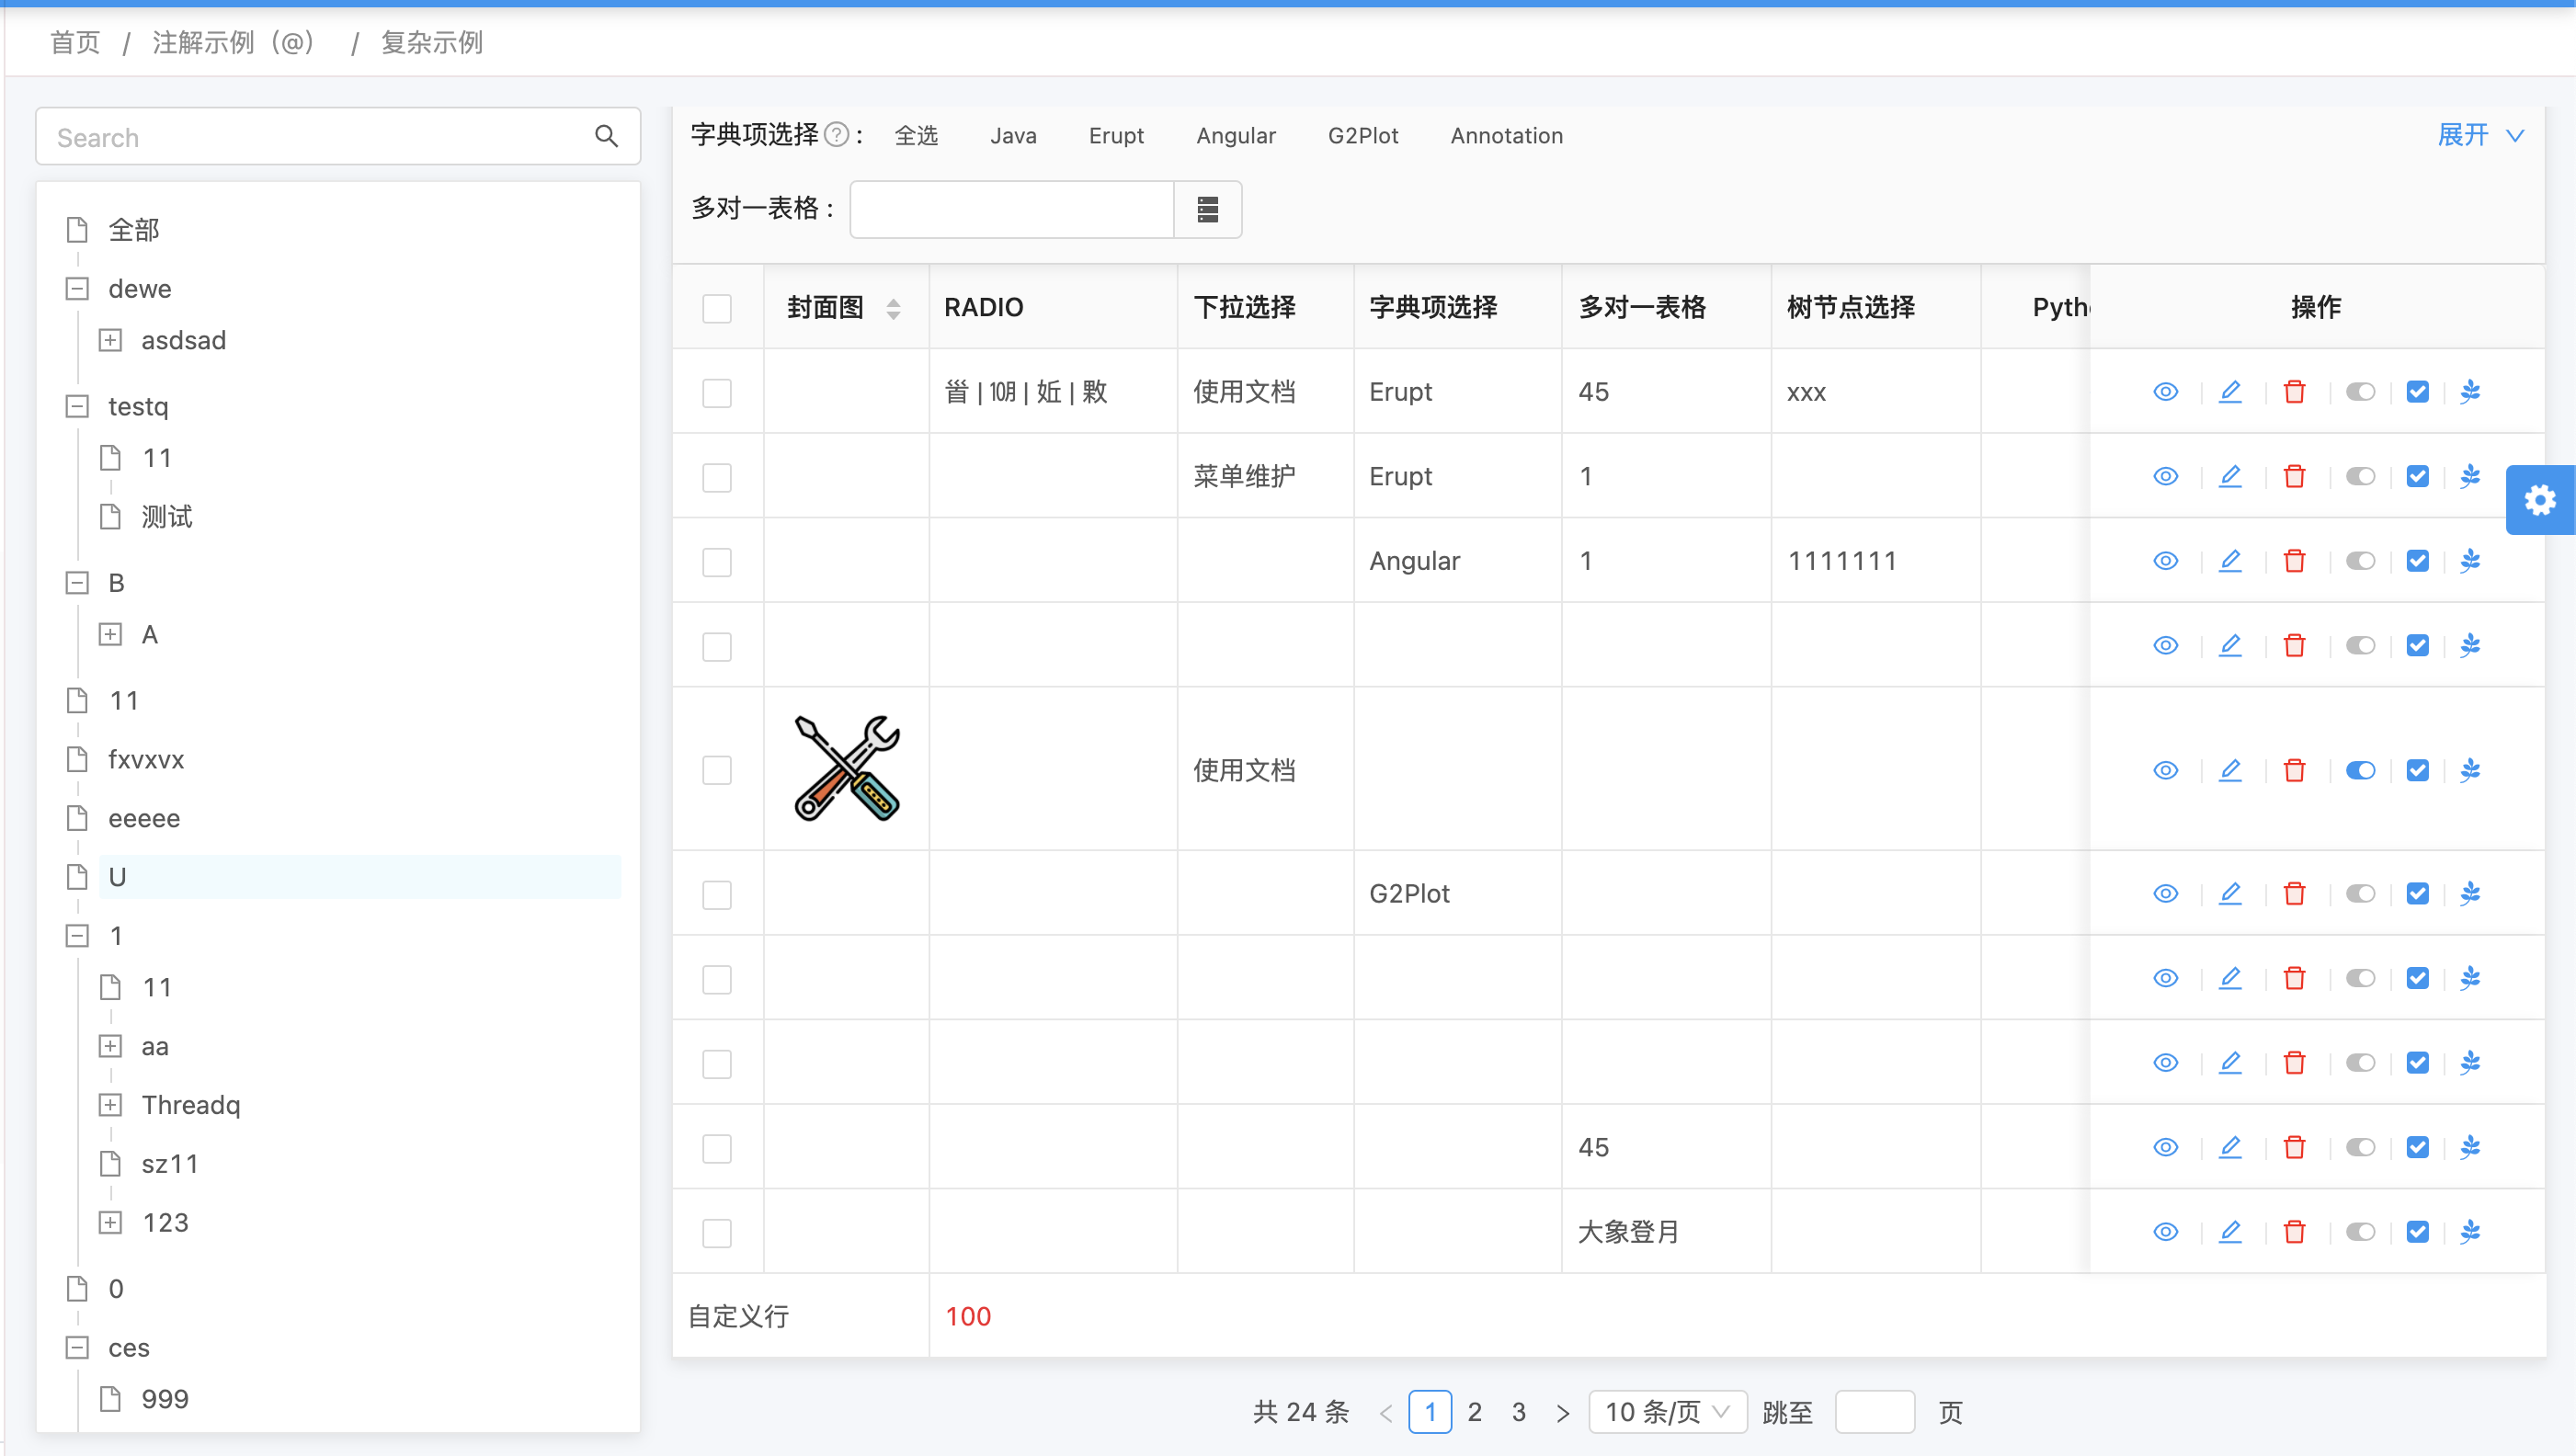 首页 / 注解示例（@） / 复杂示例
Search
全部
dewe
asdsad
testq
11
测试
B
A
11
fxvxvx
eeeee
U
1
11
aa
Threadq
sz11
123
0
ces
999
字典项选择 : 全选 Java Erupt Angular G2Plot Annotation 展开
多对一表格 :
封面图 RADIO 下拉选择 字典项选择 多对一表格 树节点选择 Pyth 操作
使用文档 Erupt 45 xxx
菜单维护 Erupt 1
Angular 1 1111111
使用文档
G2Plot
45
大象登月
自定义行 100
共 24 条 < 1 2 3 > 10 条/页 跳至 页